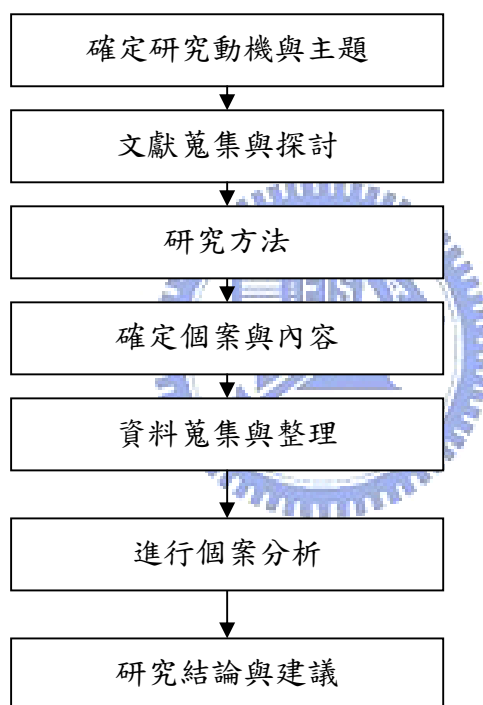 確定研究動機與主題
文獻蒐集與探討
研究方法
確定個案與內容
資料蒐集與整理
進行個案分析
研究結論與建議